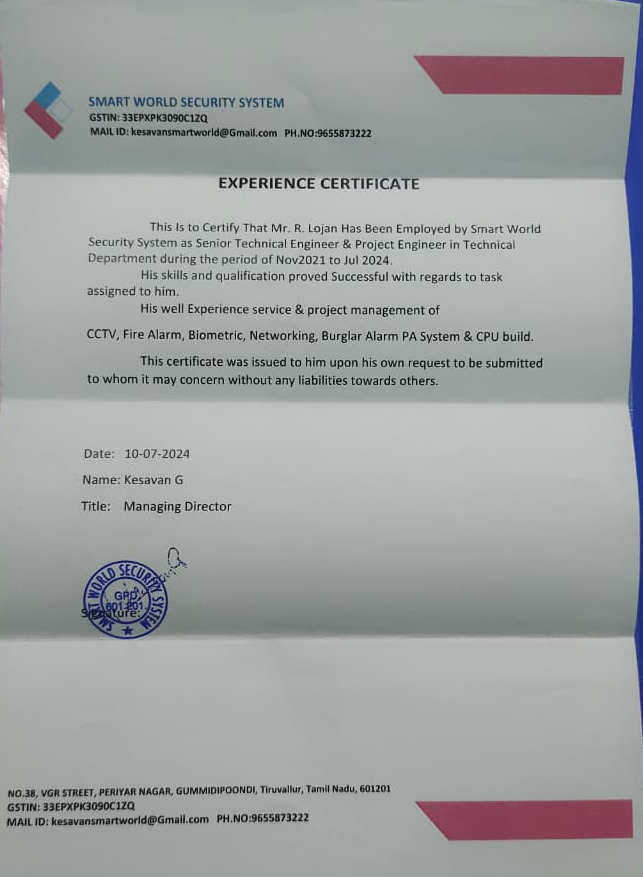 SMART WORLD SECURITY SYSTEM
GSTIN: 33EPXPK3090C1ZQ
MAIL ID: kesavansmartworld@Gmail.com PH.NO:9655873222
EXPERIENCE CERTIFICATE
This Is to Certify That Mr. R. Lojan Has Been Employed by Smart World
Security System as Senior Technical Engineer & Project Engineer in Technical
Department during the period of Nov2021 to Jul 2024.
His skills and qualification proved Successful with regards to task
assigned to him.
His well Experience service & project management of
CCTV, Fire Alarm, Biometric, Networking, Burglar Alarm PA System & CPU build.
This certificate was issued to him upon his own request to be submitted
to whom it may concern without any liabilities towards others.
Date: 10-07-2024
Name: Kesavan G
Title: Managing Director
SMART WORLD SECURITY SYSTEM
GPD
601 201.
Signature:
NO.38, VGR STREET, PERIYAR NAGAR, GUMMIDIPOONDI, Tiruvallur, Tamil Nadu, 601201
GSTIN: 33EPXPK3090C1ZQ
MAIL ID: kesavansmartworld@Gmail.com PH.NO:9655873222